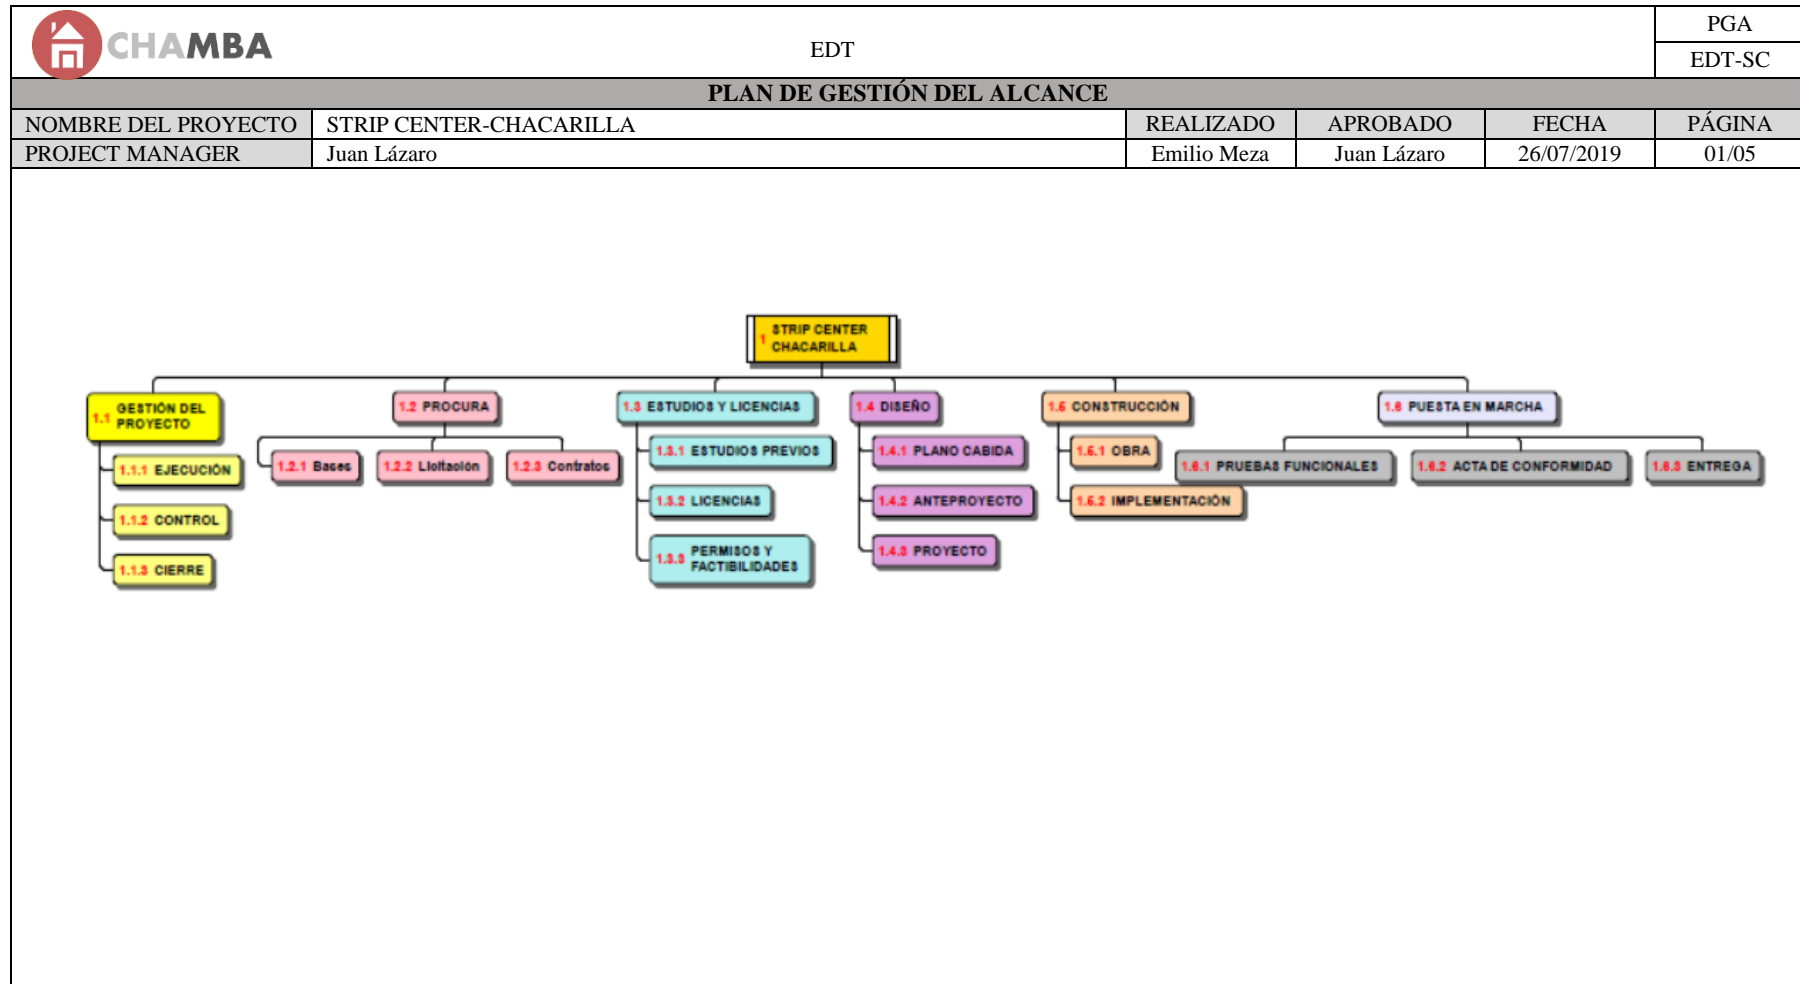 CHAMBA
EDT
PGA
EDT-SC
PLAN DE GESTIÓN DEL ALCANCE
NOMBRE DEL PROYECTO STRIP CENTER-CHACARILLA REALIZADO APROBADO FECHA PÁGINA
PROJECT MANAGER Juan Lázaro Emilio Meza Juan Lázaro 26/07/2019 01/05
1 STRIP CENTER
CHACARILLA
1.1 GESTIÓN DEL
PROYECTO
1.1.1 EJECUCIÓN
1.1.2 CONTROL
1.1.3 CIERRE
1.2 PROCURA
1.2.1 Bases
1.2.2 Licitación
1.2.3 Contratos
1.3 ESTUDIOS Y LICENCIAS
1.3.1 ESTUDIOS PREVIOS
1.3.2 LICENCIAS
1.3.3 PERMISOS Y
FACTIBILIDADES
1.4 DISEÑO
1.4.1 PLANO CABIDA
1.4.2 ANTEPROYECTO
1.4.3 PROYECTO
1.5 CONSTRUCCIÓN
1.5.1 OBRA
1.5.2 IMPLEMENTACIÓN
1.6 PUESTA EN MARCHA
1.6.1 PRUEBAS FUNCIONALES
1.6.2 ACTA DE CONFORMIDAD
1.6.3 ENTREGA